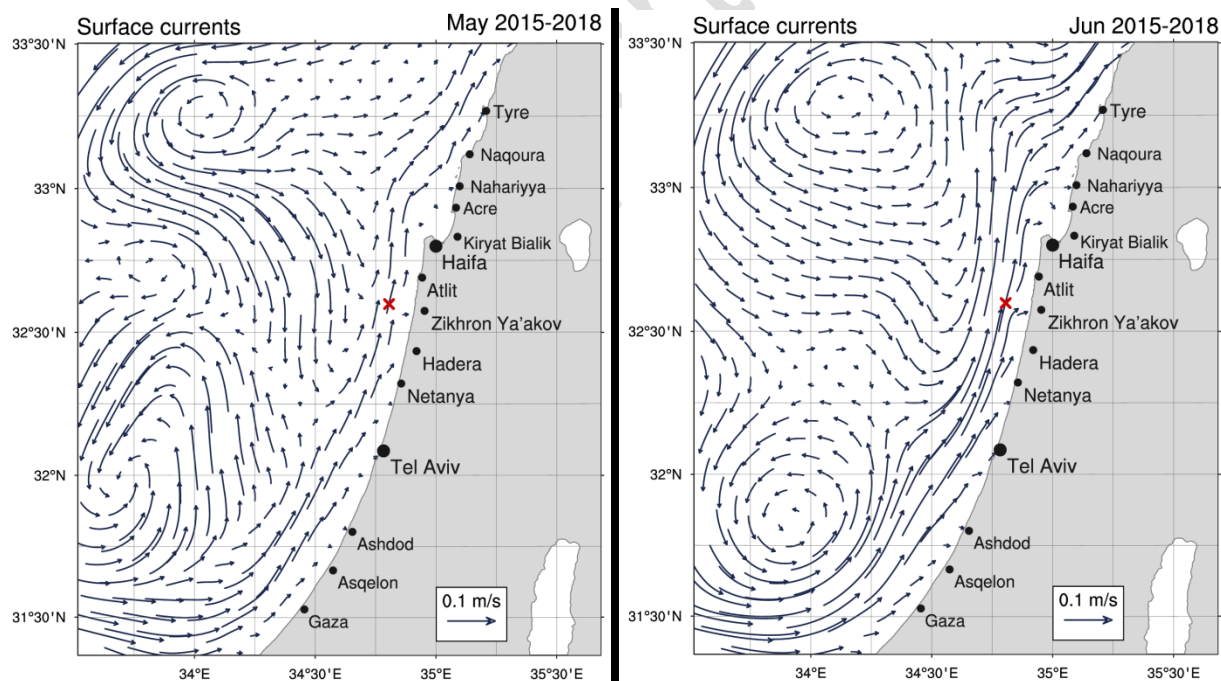 Surface currents
May 2015-2018
33°30'N
33°N
32°30'N
32°N
31°30'N
Tyre
Naqoura
Nahariyya
Acre
Kiryat Bialik
Haifa
Atlit
Zikhron Ya'akov
Hadera
Netanya
Tel Aviv
Ashdod
Asqelon
Gaza
0.1 m/s
34°E
34°30'E
35°E
35°30'E
Surface currents
Jun 2015-2018
33°30'N
33°N
32°30'N
32°N
31°30'N
Tyre
Naqoura
Nahariyya
Acre
Kiryat Bialik
Haifa
Atlit
Zikhron Ya'akov
Hadera
Netanya
Tel Aviv
Ashdod
Asqelon
Gaza
0.1 m/s
34°E
34°30'E
35°E
35°30'E